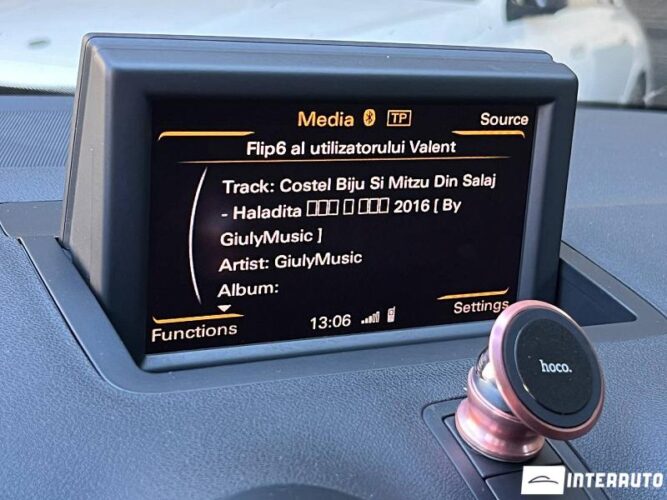 Media TP Source
Flip6 al utilizatorului Valent
Track: Costel Biju Si Mitzu Din Salaj
- Haladita □□□ □ □□□ 2016 [ By
GiulyMusic ]
Artist: GiulyMusic
Album:
Functions 13:06 Settings
hoco.
INTERAUTO